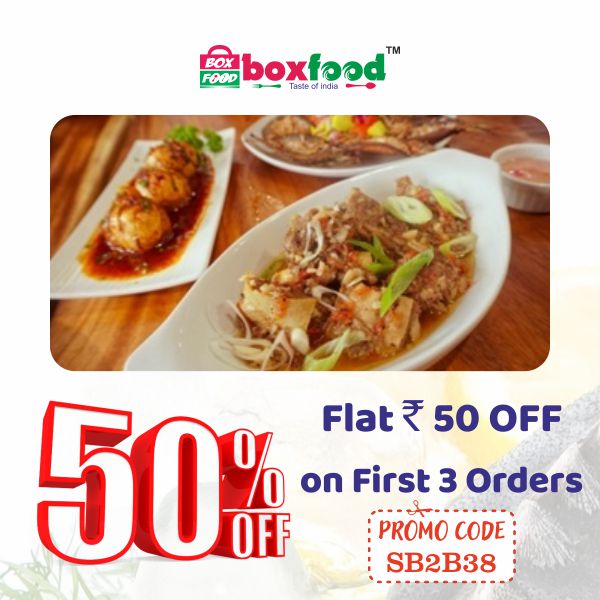 BOX
FOOD
boxfood™
Taste of india
50% OFF
Flat ₹ 50 OFF
on First 3 Orders
PROMO CODE
SB2B38